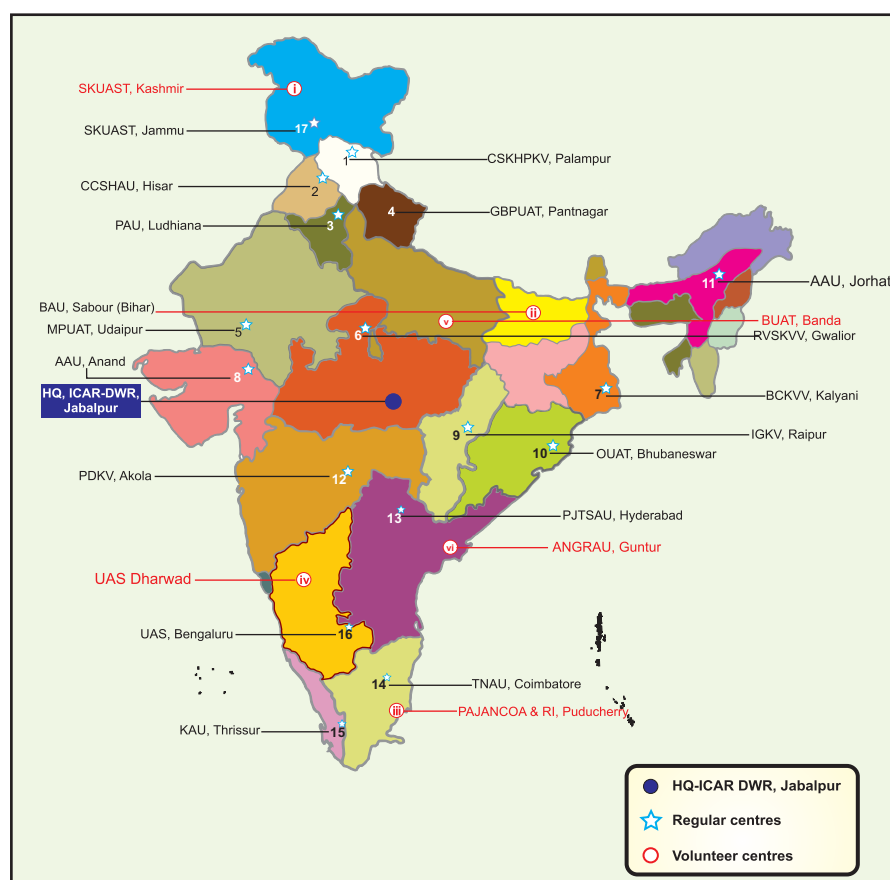 SKUAST, Kashmir
i
SKUAST, Jammu
17
1
CSKHPKV, Palampur
CCSHAU, Hisar
2
PAU, Ludhiana
3
4
GBPUAT, Pantnagar
11
AAU, Jorhat
BAU, Sabour (Bihar)
ii
v
BUAT, Banda
MPUAT, Udaipur
5
6
RVSKVV, Gwalior
AAU, Anand
8
HQ, ICAR-DWR,
Jabalpur
7
BCKVV, Kalyani
9
IGKV, Raipur
10
OUAT, Bhubaneswar
PDKV, Akola
12
13
PJTSAU, Hyderabad
vi
ANGRAU, Guntur
UAS Dharwad
iv
UAS, Bengaluru
16
14
TNAU, Coimbatore
iii
PAJANCOA & RI, Puducherry
KAU, Thrissur
15
HQ-ICAR DWR, Jabalpur
Regular centres
Volunteer centres